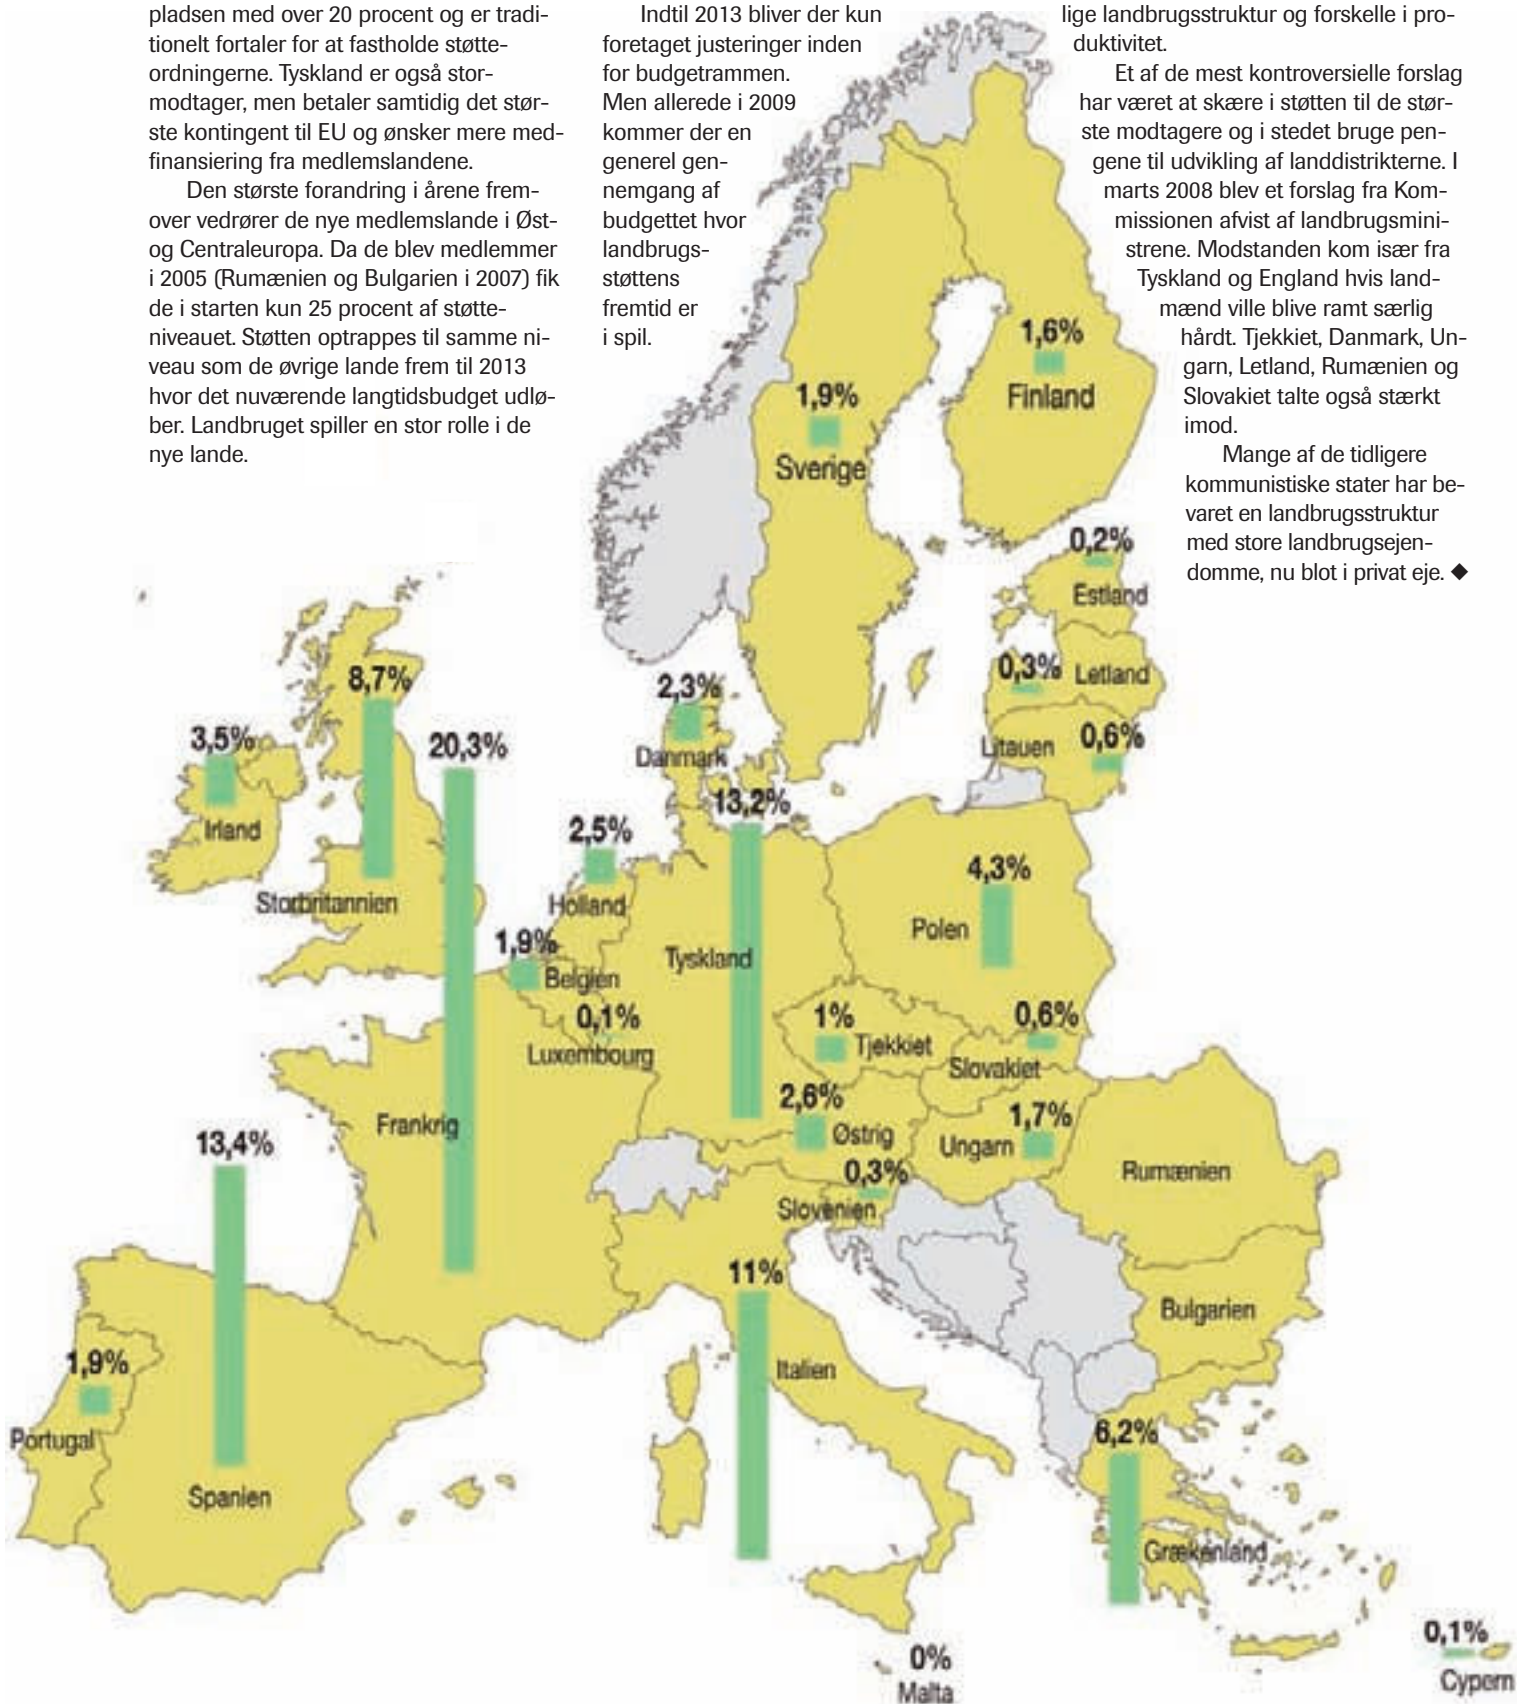 pladsen med over 20 procent og er tradi-
tionelt fortaler for at fastholde støtte-
ordningerne. Tyskland er også stor-
modtager, men betaler samtidig det stør-
ste kontingent til EU og ønsker mere med-
finansiering fra medlemslandene.
Den største forandring i årene frem-
over vedrører de nye medlemslande i Øst-
og Centraleuropa. Da de blev medlemmer
i 2005 (Rumænien og Bulgarien i 2007) fik
de i starten kun 25 procent af støtte-
niveauet. Støtten optrappes til samme ni-
veau som de øvrige lande frem til 2013
hvor det nuværende langtidsbudget udlø-
ber. Landbruget spiller en stor rolle i de
nye lande.
Indtil 2013 bliver der kun
foretaget justeringer inden
for budgetrammen.
Men allerede i 2009
kommer der en
generel gen-
nemgang af
budgettet hvor
landbrugs-
støttens
fremtid er
i spil.
lige landbrugsstruktur og forskelle i pro-
duktivitet.
Et af de mest kontroversielle forslag
har været at skære i støtten til de stør-
ste modtagere og i stedet bruge pen-
gene til udvikling af landdistrikterne. I
marts 2008 blev et forslag fra Kom-
missionen afvist af landbrugsmini-
strene. Modstanden kom især fra
Tyskland og England hvis land-
mænd ville blive ramt særlig
hårdt. Tjekkiet, Danmark, Un-
garn, Letland, Rumænien og
Slovakiet talte også stærkt
imod.
Mange af de tidligere
kommunistiske stater har be-
varet en landbrugsstruktur
med store landbrugsejen-
domme, nu blot i privat eje. ◆
1,6%
Finland
1,9%
Sverige
0,2%
Estland
0,3%
Letland
Litauen
0,6%
8,7%
Storbritannien
3,5%
Irland
20,3%
Frankrig
2,3%
Danmark
13,2%
Tyskland
2,5%
Holland
4,3%
Polen
1,9%
Belgien
0,1%
Luxembourg
1%
Tjekkiet
0,6%
Slovakiet
2,6%
Østrig
1,7%
Ungarn
0,3%
Slovenien
Rumænien
Bulgarien
13,4%
Spanien
1,9%
Portugal
11%
Italien
6,2%
Grækenland
0%
Malta
0,1%
Cypern